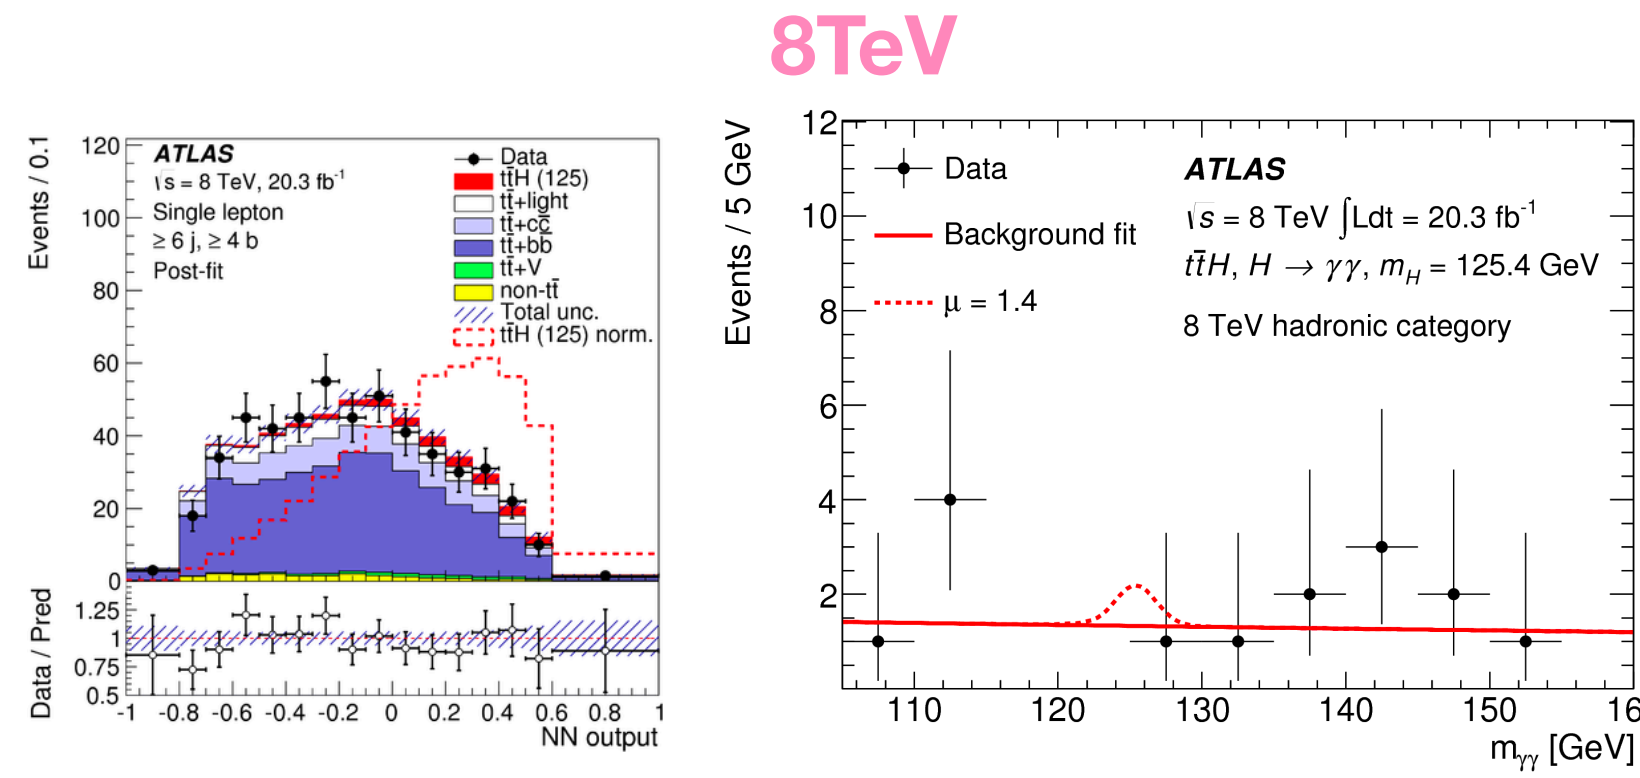 8TeV
Events / 0.1
120
100
80
60
40
20
0
ATLAS
√s = 8 TeV, 20.3 fb⁻¹
Single lepton
≥ 6 j, ≥ 4 b
Post-fit
Data
tt̄H (125)
tt̄+light
tt̄+cc̄
tt̄+bb̄
tt̄+V
non-tt̄
Total unc.
tt̄H (125) norm.
Data / Pred
1.25
1
0.75
0.5
-1 -0.8 -0.6 -0.4 -0.2 0 0.2 0.4 0.6 0.8 1
NN output
Events / 5 GeV
12
10
8
6
4
2
Data
Background fit
μ = 1.4
ATLAS
√s = 8 TeV ∫Ldt = 20.3 fb⁻¹
tt̄H, H → γγ, m_H = 125.4 GeV
8 TeV hadronic category
110 120 130 140 150 16
m_γγ [GeV]